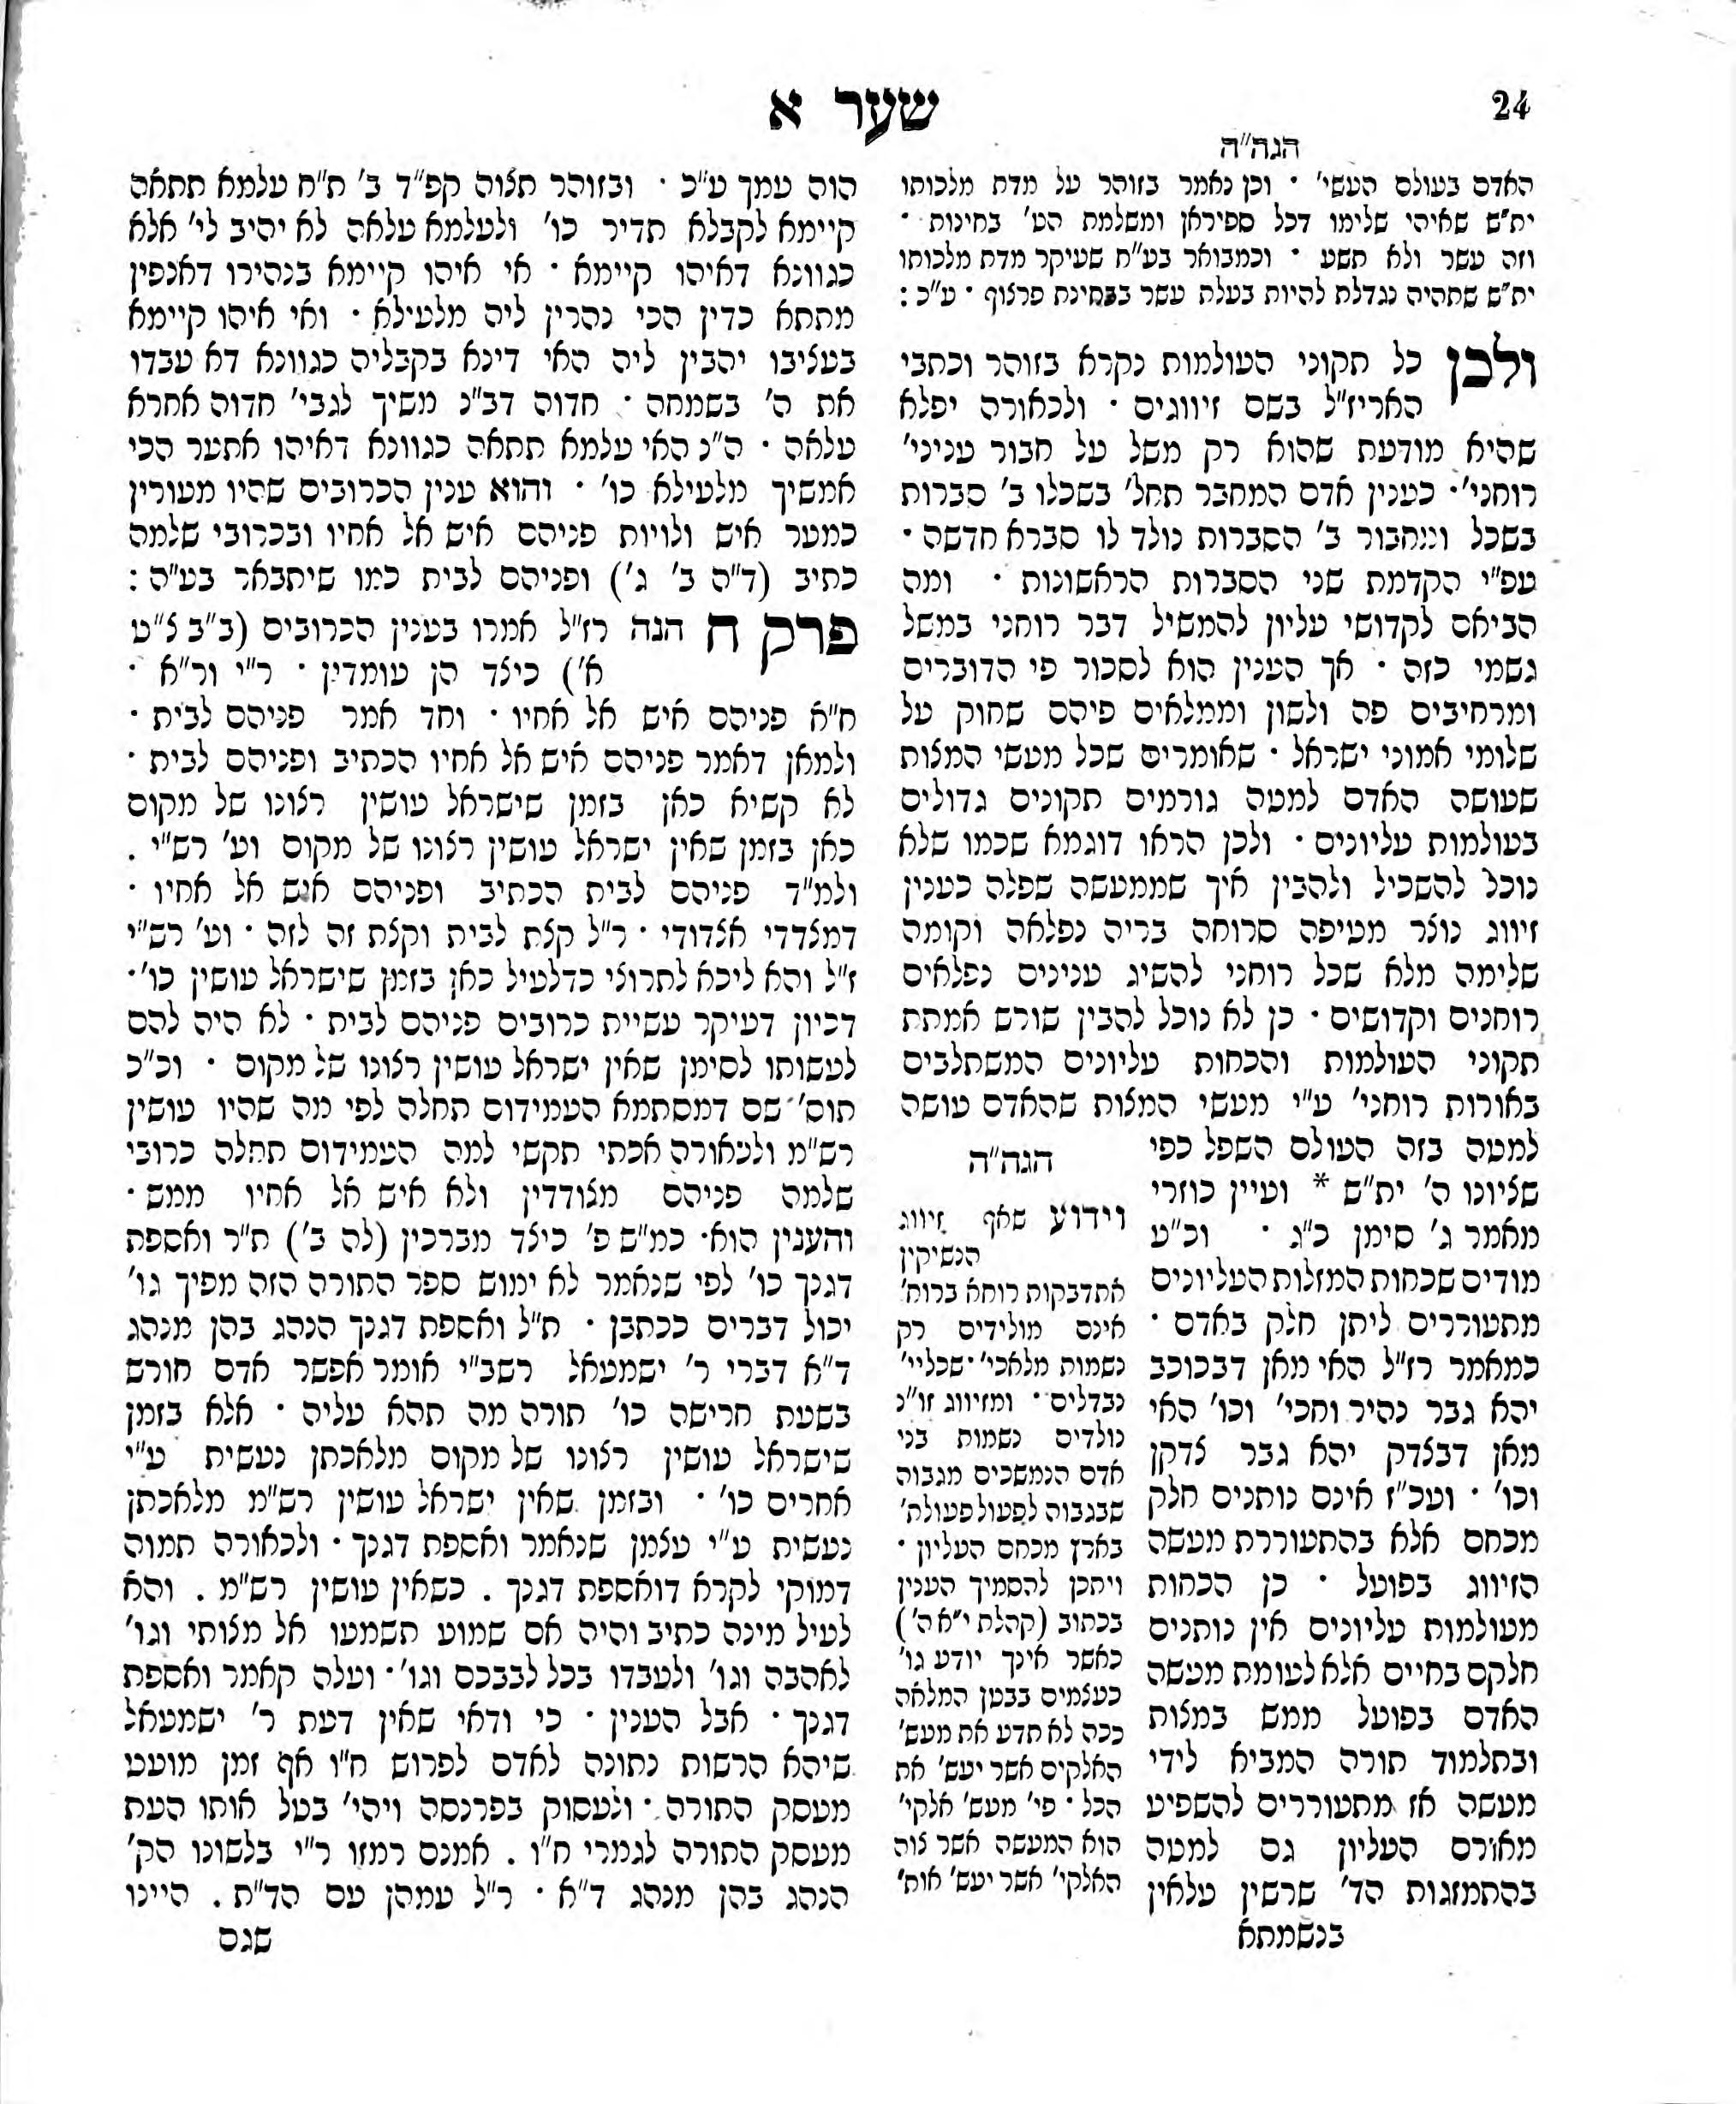 24
שער א
הגה"ה
האדם בעולם העשי' · וכן נאמר בזוהר על מדת מלכותו
ית"ש שאיהי שלימו דכל ספיראן ומשלמת הט' בחינות ·
וזה עשר ולא תשע · וכמבואר בע"ח שעיקר מדת מלכותו
ית"ש שתהיה נגדלת להיות בעלת עשר בבחינת פרצוף · ע"כ :
ולכן כל תקוני העולמות נקרא בזוהר וכתבי
האריז"ל בשם זיווגים · ולכאורה יפלא
שהיא מודעת שהוא רק משל על חבור עניני'
רוחני'· כענין אדם המחבר תחל' בשכלו ב' סברות
בשכל ומחבור ב' הסברות נולד לו סברא חדשה ·
עפ"י הקדמת שני הסברות הראשונות · ומה
הביאם לקדושי עליון להמשיל דבר רוחני במשל
גשמי כזה · אך הענין הוא לסכור פי הדוברים
ומרחיבים פה ולשון וממלאים פיהם שחוק על
שלומי אמוני ישראל · שאומרים שכל מעשי המצות
שעושה האדם למטה גורמים תקונים גדולים
בעולמות עליונים · ולכן הראו דוגמא שכמו שלא
נוכל להשכיל ולהבין איך שממעשה שפלה כענין
זיווג נוצר מטיפה סרוחה בריה נפלאה וקומה
שלימה מלא שכל רוחני להשיג ענינים נפלאים
רוחנים וקדושים · כן לא נוכל להבין שורש אמתת
תקוני העולמות והכחות עליונים המשתלבים
באורות רוחני' ע"י מעשי המצות שהאדם עושה
למטה בזה העולם השפל כפי
שציונו ה' ית"ש * ועיין כוזרי
מאמר ג' סימן כ"ג · וכ"ע
מודים שכחות המזלות העליונים
מתעוררים ליתן חלק באדם ·
כמאמר רז"ל האי מאן דבכוכב
יהא גבר נהיר וחכי' וכו' האי
מאן דבצדק יהא גבר צדקן
וכו' · ועכ"ז אינם נותנים חלק
מכחם אלא בהתעוררת מעשה
הזיווג בפועל · כן הכחות
מעולמות עליונים אין נותנים
חלקם בחיים אלא לעומת מעשה
האדם בפועל ממש במצות
ובתלמוד תורה המביא לידי
מעשה אז מתעוררים להשפיע
מאורם העליון גם למטה
בהתמזגות הד' שרשין עלאין
בנשמתא
הגה"ה
וידוע שאף זיווג
הנשיקין
אתדבקות רוחא ברוח'
אינם מולידים רק
נשמות מלאכי' שכליי'
נבדלים · ומזיווג זו"נ
נולדים נשמות בני
אדם הנמשכים מגבוה
שבגבוה לפעול פעולת'
בארץ מכחם העליון ·
ויתכן להסמיך הענין
בכתוב (קהלת י"א ה')
כאשר אינך יודע גו'
כעצמים בבטן המלאה
ככה לא תדע את מעש'
האלקים אשר יעש' את
הכל · פי' מעש' אלקי'
הוא המעשה אשר צוה
האלקי' אשר יעש' אות'
הוה עמך ע"כ · ובזוהר תצוה קפ"ד ב' ת"ח עלמא תתאה
קיימא לקבלא תדיר כו' ולעלמא עלאה לא יהיב לי' אלא
כגוונא דאיהו קיימא · אי איהו קיימא בנהירו דאנפין
מתתא כדין הכי נהרין ליה מלעילא · ואי איהו קיימא
בעציבו יהבין ליה האי דינא בקבליה כגוונא דא עבדו
את ה' בשמחה · חדוה דב"נ משיך לגבי' חדוה אחרא
עלאה · ה"נ האי עלמא תתאה כגוונא דאיהו אתער הכי
אמשיך מלעילא כו' · והוא ענין הכרובים שהיו מעורין
כמער איש ולויות פניהם איש אל אחיו ובכרובי שלמה
כתיב (ד"ה ב' ג') ופניהם לבית כמו שיתבאר בע"ה :
פרק ח הנה רז"ל אמרו בענין הכרובים (ב"ב צ"ט
א') כיצד הן עומדין · ר"י ור"א ·
ח"א פניהם איש אל אחיו · וחד אמר פניהם לבית ·
ולמאן דאמר פניהם איש אל אחיו הכתיב ופניהם לבית ·
לא קשיא כאן בזמן שישראל עושין רצונו של מקום
כאן בזמן שאין ישראל עושין רצונו של מקום וע' רש"י .
ולמ"ד פניהם לבית הכתיב ופניהם איש אל אחיו ·
דמצדדי אצדודי · ר"ל קצת לבית וקצת זה לזה · וע' רש"י
ז"ל והא ליכא לתרוצי כדלעיל כאן בזמן שישראל עושין כו'·
דכיון דעיקר עשיית כרובים פניהם לבית · לא היה להם
לעשותו לסימן שאין ישראל עושין רצונו של מקום · וכ"כ
תוס' שם דמסתמא העמידום תחלה לפי מה שהיו עושין
רש"מ ולכאורה אכתי תקשי למה העמידום תחלה כרובי
שלמה פניהם מצודדין ולא איש אל אחיו ממש ·
והענין הוא· כמ"ש פ' כיצד מברכין (לה ב') ת"ר ואספת
דגנך כו' לפי שנאמר לא ימוש ספר התורה הזה מפיך גו'
יכול דברים ככתבן · ת"ל ואספת דגנך הנהג בהן מנהג
ד"א דברי ר' ישמעאל רשב"י אומר אפשר אדם חורש
בשעת חרישה כו' תורה מה תהא עליה · אלא בזמן
שישראל עושין רצונו של מקום מלאכתן נעשית ע"י
אחרים כו' · ובזמן שאין ישראל עושין רש"מ מלאכתן
נעשית ע"י עצמן שנאמר ואספת דגנך · ולכאורה תמוה
דמוקי לקרא דואספת דגנך . כשאין עושין רש"מ . והא
לעיל מינה כתיב והיה אם שמוע תשמעו אל מצותי וגו'
לאהבה וגו' ולעבדו בכל לבבכם וגו'· ועלה קאמר ואספת
דגנך · אבל הענין · כי ודאי שאין דעת ר' ישמעאל
שיהא הרשות נתונה לאדם לפרוש ח"ו אף זמן מועט
מעסק התורה · ולעסוק בפרנסה ויהי' בטל אותו העת
מעסק התורה לגמרי ח"ו . אמנם רמזו ר"י בלשונו הק'
הנהג בהן מנהג ד"א · ר"ל עמהן עם הד"ת . היינו
שגם